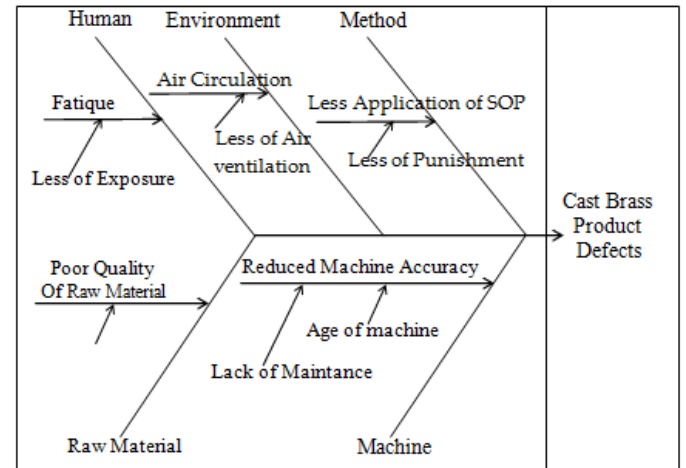 Human
Environment
Method
Air Circulation
Fatique
Less Application of SOP
Less of Air
ventilation
Less of Punishment
Less of Exposure
Cast Brass
Product
Defects
Poor Quality
Of Raw Material
Reduced Machine Accuracy
Age of machine
Lack of Maintance
Raw Material
Machine